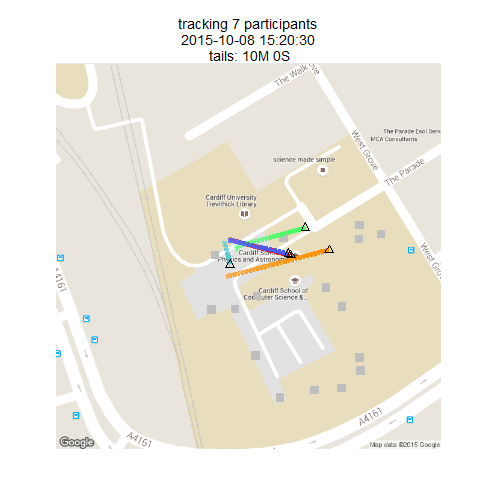 tracking 7 participants
2015-10-08 15:20:30
tails: 10M 0S
The Walk
West Grove
The Parade Esol Serv
MCA Consultants
science made simple
The Parade
Cardiff University
Trevithick Library
West Grove
Cardiff School
Physics and Astronom
Cardiff School of
Computer Science &...
A4161
A4161
A4161
Google
Map data ©2015 Google